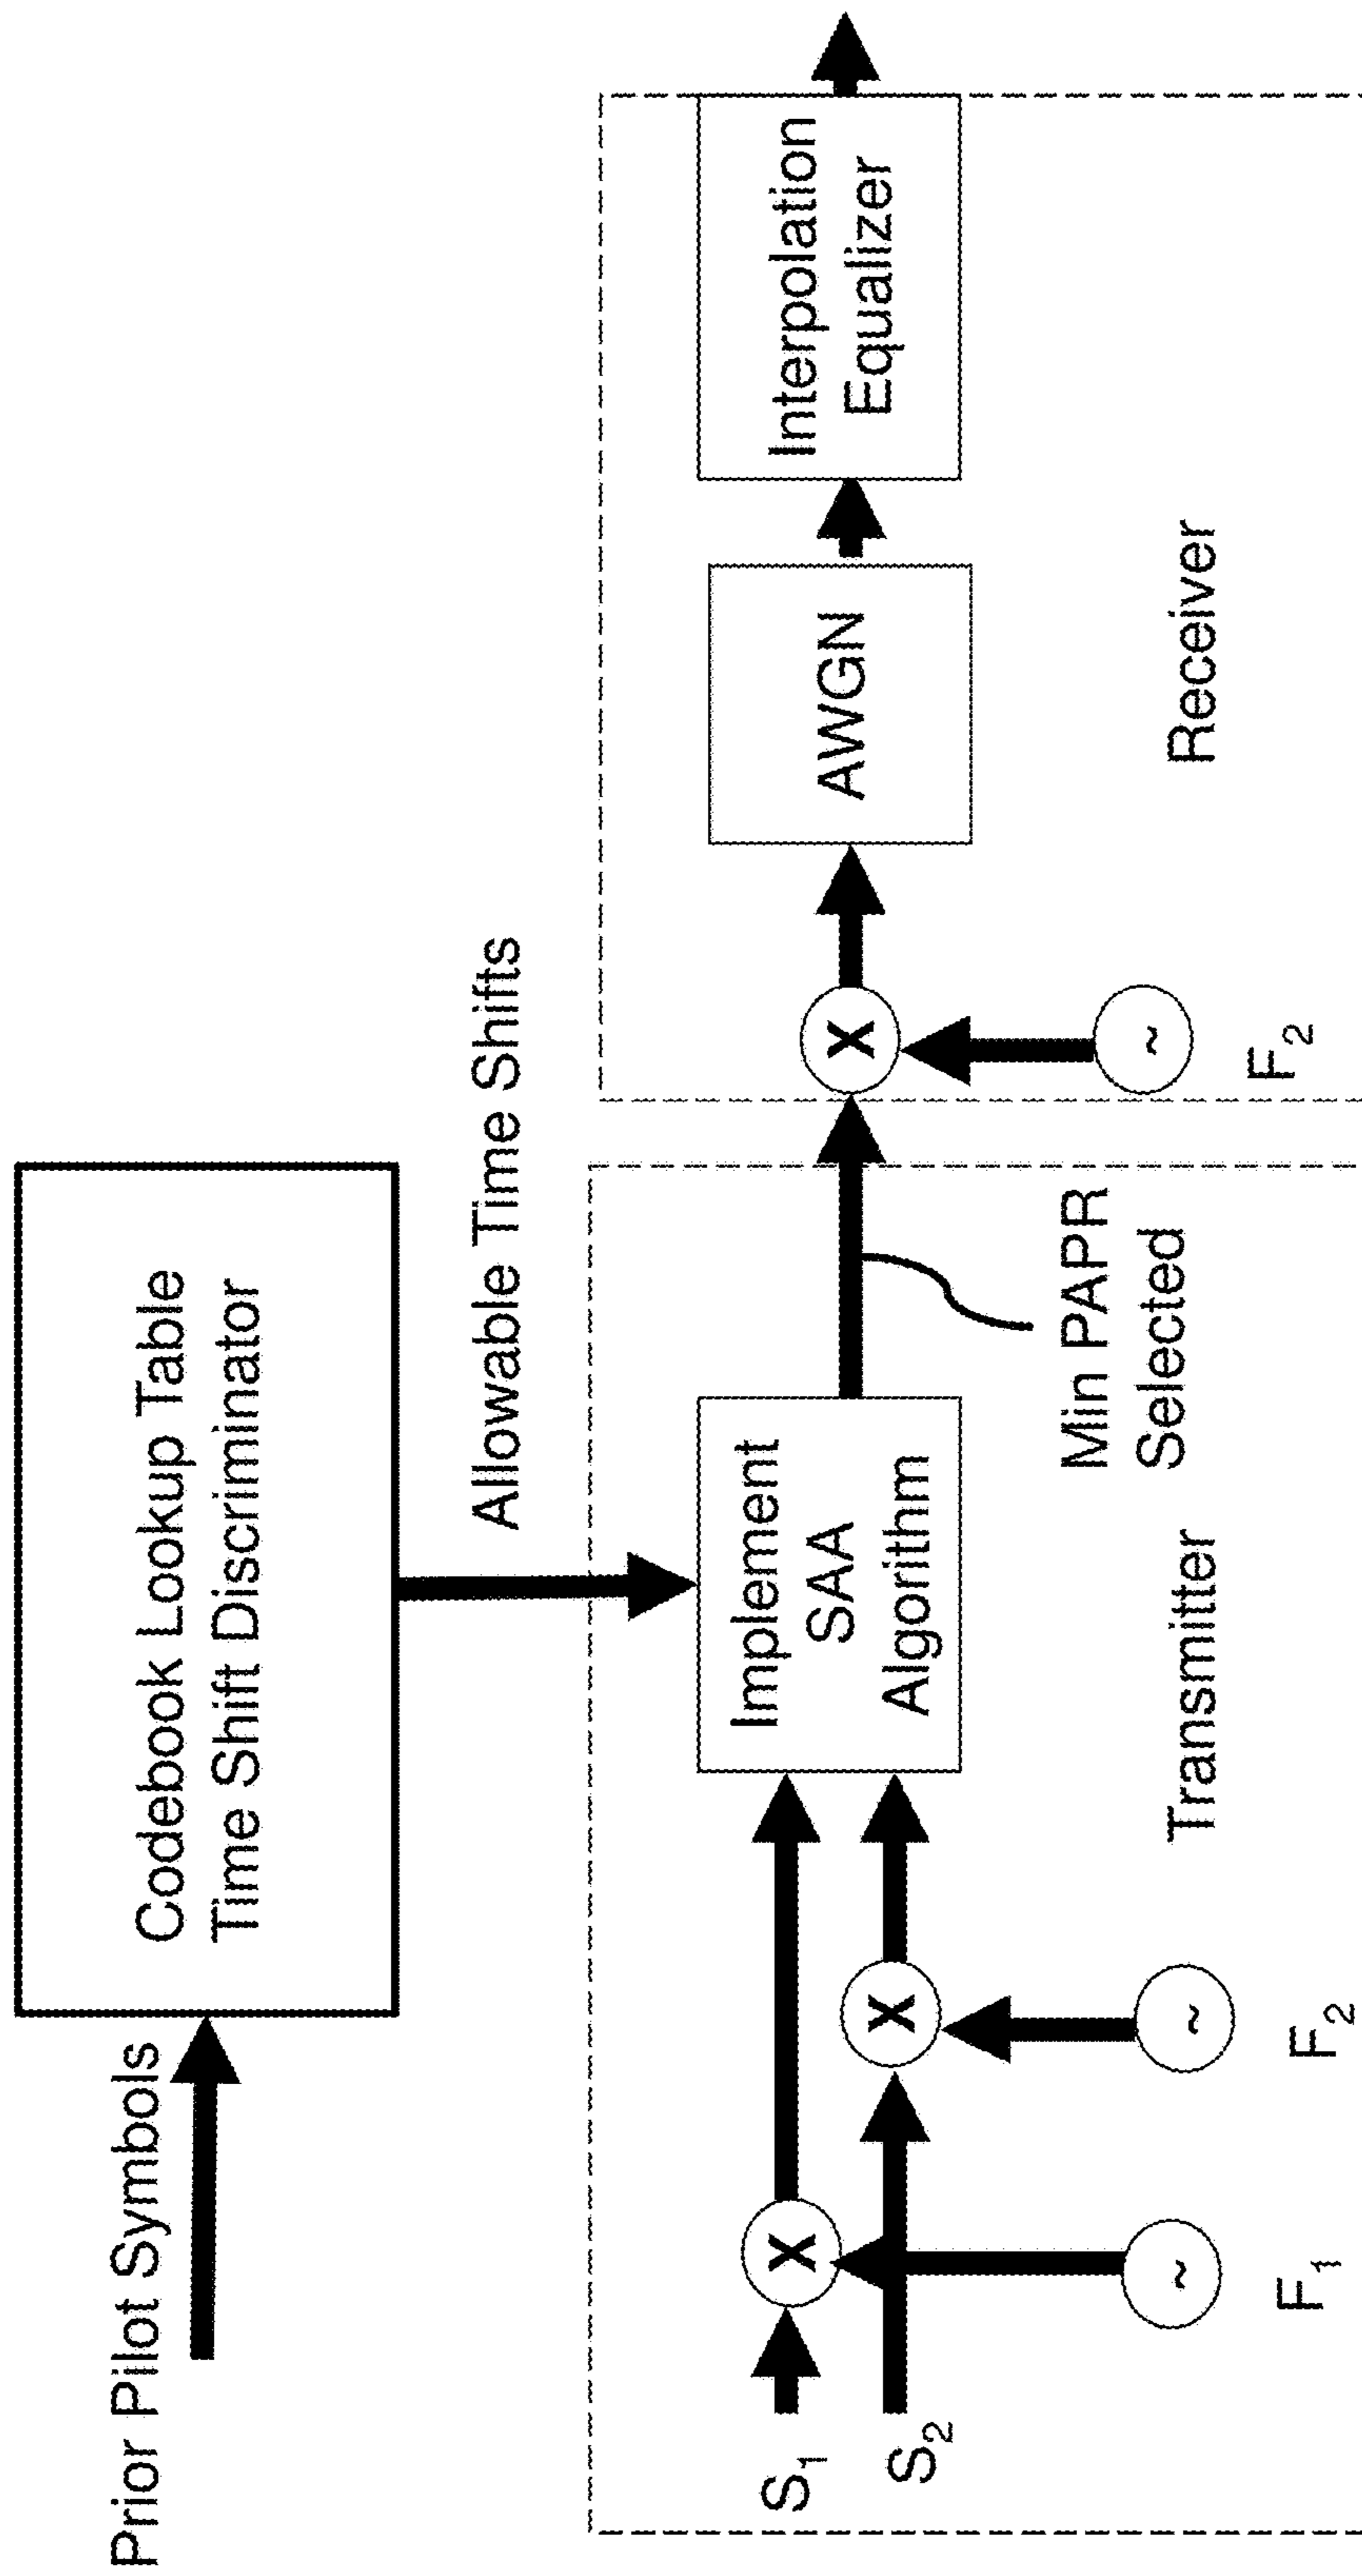 Prior Pilot Symbols
Codebook Lookup Table
Time Shift Discriminator
Allowable Time Shifts
S1
S2
X
X
~
F1
~
F2
Implement
SAA
Algorithm
Min PAPR
Selected
Transmitter
X
~
F2
AWGN
Interpolation
Equalizer
Receiver